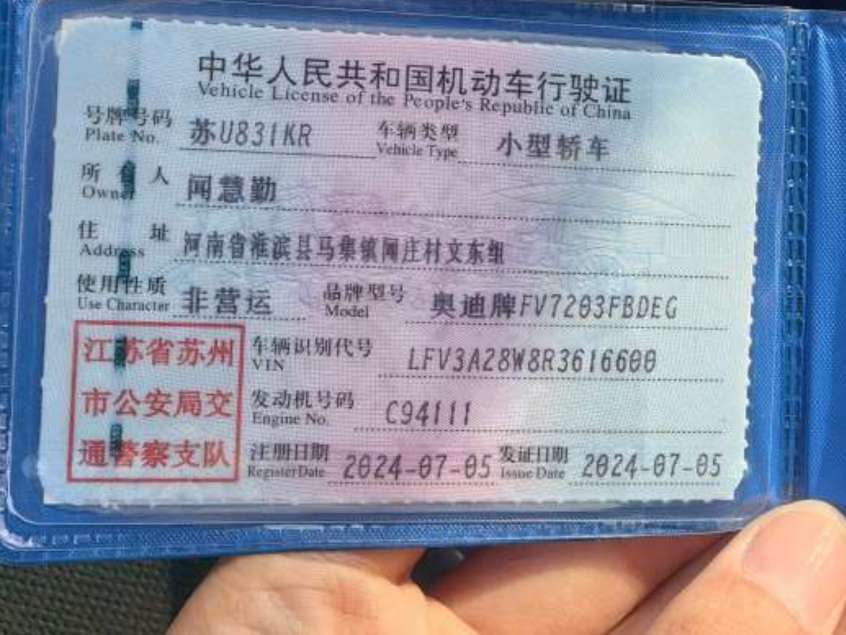 中华人民共和国机动车行驶证
Vehicle License of the People's Republic of China
号牌号码 苏U831KR 车辆类型 小型轿车
Plate No. Vehicle Type
所有人 闻慧勤
Owner
住址 河南省淮滨县马集镇闻庄村文东组
Address
使用性质 非营运 品牌型号 奥迪牌FV7203FBDEG
Use Character Model
江苏省苏州
市公安局交
通警察支队
车辆识别代号 LFV3A28W8R3616600
VIN
发动机号码 C94111
Engine No.
注册日期 2024-07-05 发证日期 2024-07-05
Register Date Issue Date